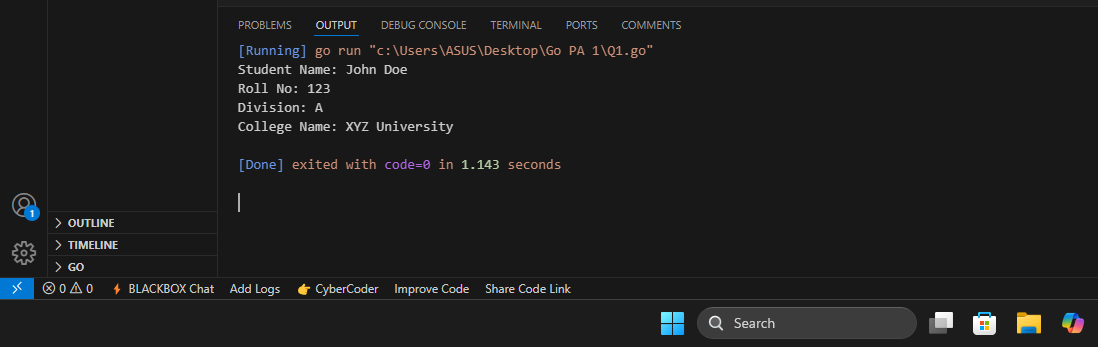 PROBLEMS OUTPUT DEBUG CONSOLE TERMINAL PORTS COMMENTS
[Running] go run "c:\Users\ASUS\Desktop\Go PA 1\Q1.go"
Student Name: John Doe
Roll No: 123
Division: A
College Name: XYZ University
[Done] exited with code=0 in 1.143 seconds
1
OUTLINE
TIMELINE
GO
0 0 BLACKBOX Chat Add Logs CyberCoder Improve Code Share Code Link
Search